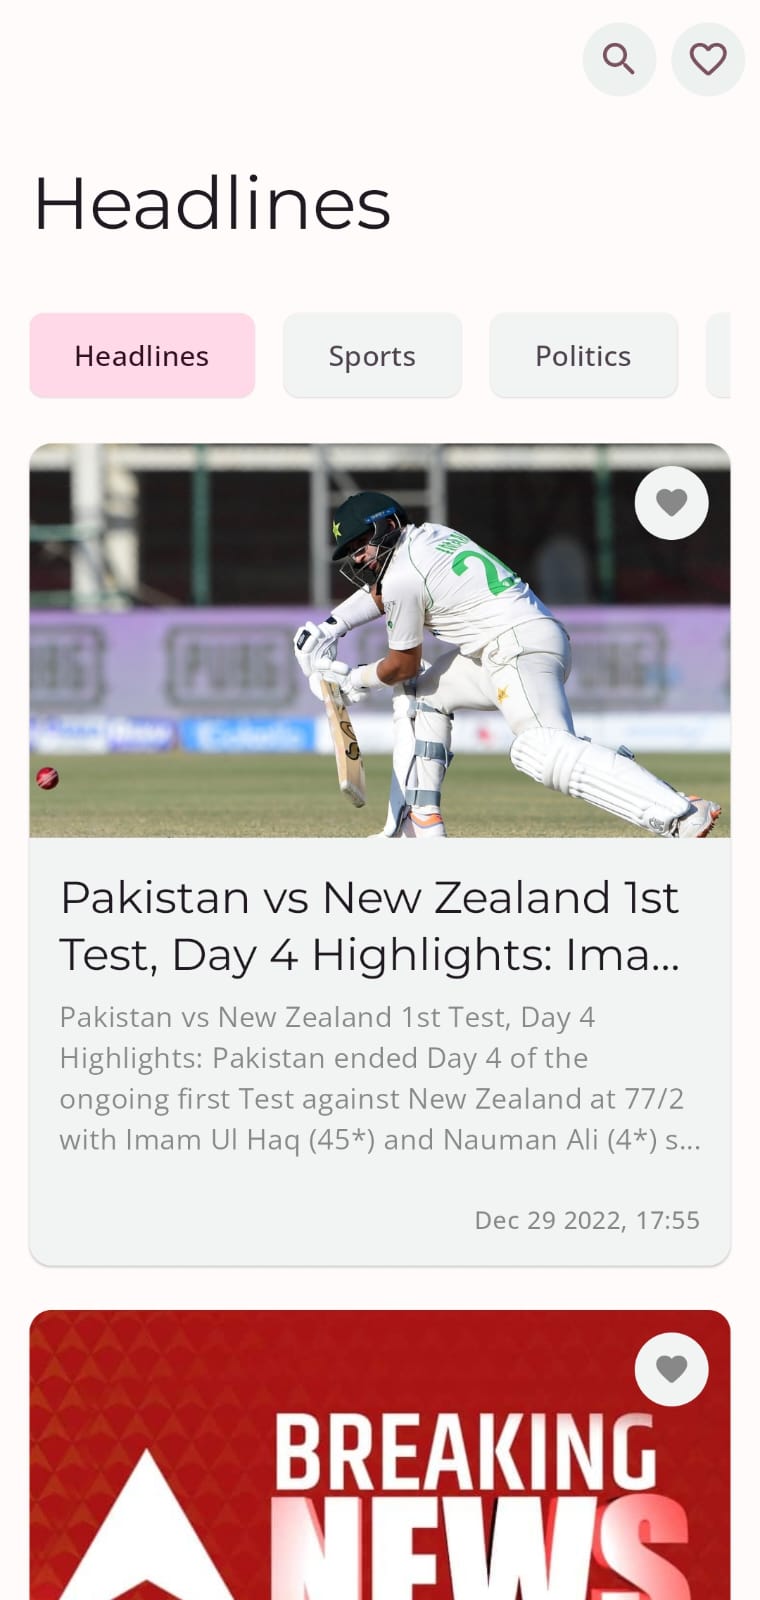 Headlines
Headlines Sports Politics
PUBG
Pakistan vs New Zealand 1st
Test, Day 4 Highlights: Ima...
Pakistan vs New Zealand 1st Test, Day 4
Highlights: Pakistan ended Day 4 of the
ongoing first Test against New Zealand at 77/2
with Imam Ul Haq (45*) and Nauman Ali (4*) s...
Dec 29 2022, 17:55
BREAKING
NEWS